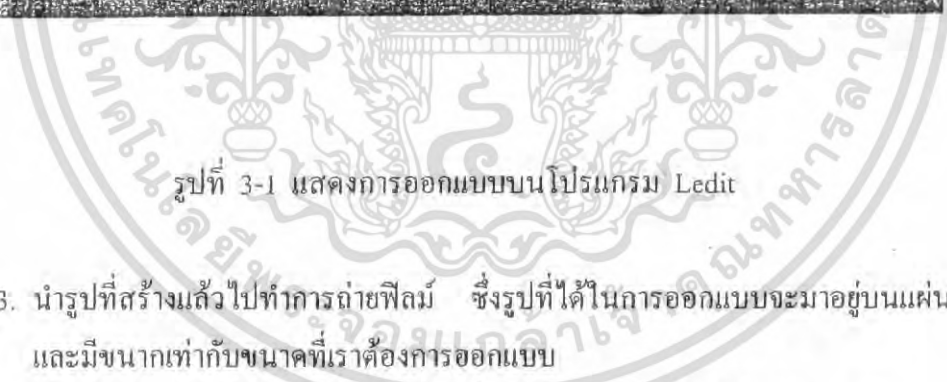 รูปที่ 3-1 แสดงการออกแบบบนโปรแกรม Ledit
3. นำรูปที่สร้างแล้วไปทำการถ่ายฟิลม์ ซึ่งรูปที่ได้ในการออกแบบจะมาอยู่บนแผ่น
และมีขนากเท่ากับขนาดที่เราต้องการออกแบบ